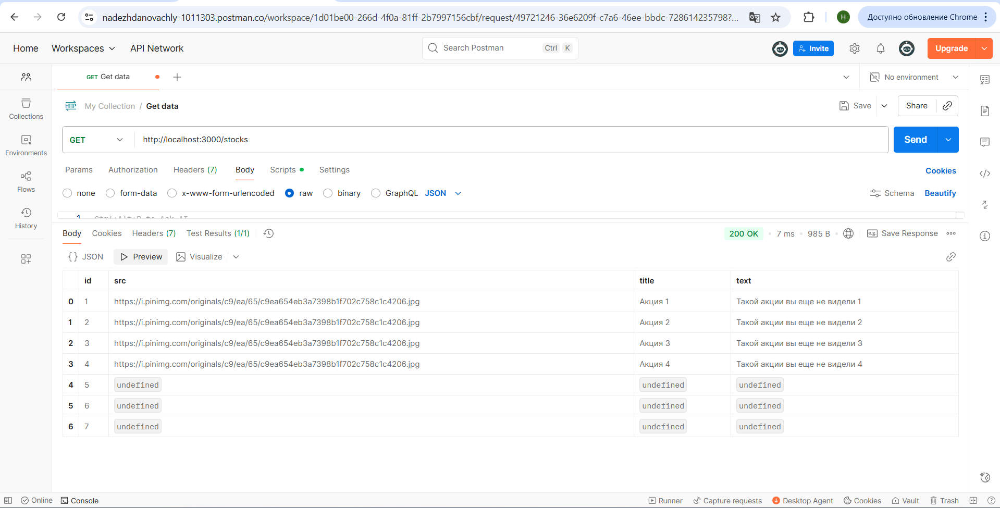 nadezhdanovachly-1011303.postman.co/workspace/1d01be00-266d-4f0a-81ff-2b7997156cbf/request/49721246-36e6209f-c7a6-46ee-bbdc-728614235798?...
H
Доступно обновление Chrome
Home
Workspaces
API Network
Search Postman
Ctrl
K
Invite
Upgrade
GET Get data
No environment
HTTP
My Collection / Get data
Save
Share
Collections
Environments
Flows
History
GET
http://localhost:3000/stocks
Send
Params
Authorization
Headers (7)
Body
Scripts
Settings
Cookies
none
form-data
x-www-form-urlencoded
raw
binary
GraphQL
JSON
Schema
Beautify
1 Ctrl+Alt+P to Ask AI
Body
Cookies
Headers (7)
Test Results (1/1)
200 OK
7 ms
985 B
e.g.
Save Response
{} JSON
Preview
Visualize
id src title text
0 1 https://i.pinimg.com/originals/c9/ea/65/c9ea654eb3a7398b1f702c758c1c4206.jpg Акция 1 Такой акции вы еще не видели 1
1 2 https://i.pinimg.com/originals/c9/ea/65/c9ea654eb3a7398b1f702c758c1c4206.jpg Акция 2 Такой акции вы еще не видели 2
2 3 https://i.pinimg.com/originals/c9/ea/65/c9ea654eb3a7398b1f702c758c1c4206.jpg Акция 3 Такой акции вы еще не видели 3
3 4 https://i.pinimg.com/originals/c9/ea/65/c9ea654eb3a7398b1f702c758c1c4206.jpg Акция 4 Такой акции вы еще не видели 4
4 5 undefined undefined undefined
5 6 undefined undefined undefined
6 7 undefined undefined undefined
Online
Console
Runner
Capture requests
Desktop Agent
Cookies
Vault
Trash